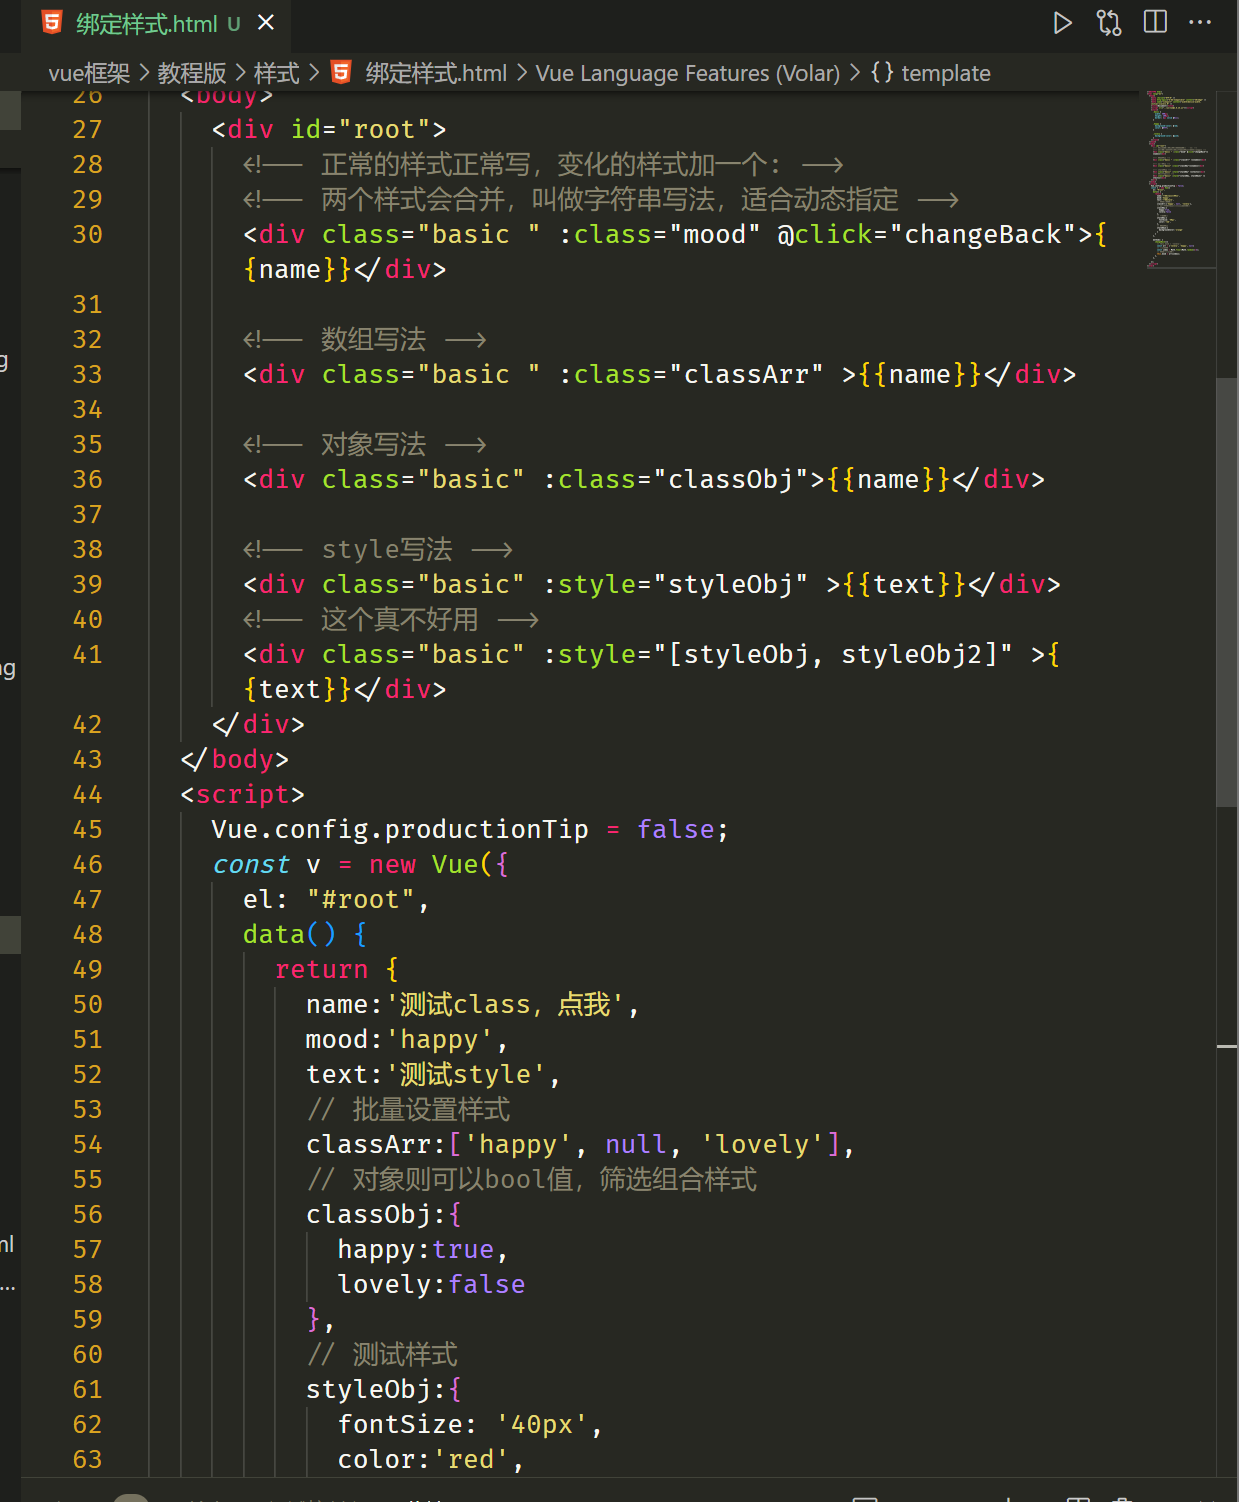 绑定样式.html U ×
vue框架 > 教程版 > 样式 > 绑定样式.html > Vue Language Features (Volar) > {} template
26 <body>
27 <div id="root">
28 <!-- 正常的样式正常写，变化的样式加一个： -->
29 <!-- 两个样式会合并，叫做字符串写法，适合动态指定 -->
30 <div class="basic " :class="mood" @click="changeBack">{
{name}}</div>
31
32 <!-- 数组写法 -->
33 <div class="basic " :class="classArr" >{{name}}</div>
34
35 <!-- 对象写法 -->
36 <div class="basic" :class="classObj">{{name}}</div>
37
38 <!-- style写法 -->
39 <div class="basic" :style="styleObj" >{{text}}</div>
40 <!-- 这个真不好用 -->
41 <div class="basic" :style="[styleObj, styleObj2]" >{
{text}}</div>
42 </div>
43 </body>
44 <script>
45 Vue.config.productionTip = false;
46 const v = new Vue({
47 el: "#root",
48 data() {
49 return {
50 name:'测试class，点我',
51 mood:'happy',
52 text:'测试style',
53 // 批量设置样式
54 classArr:['happy', null, 'lovely'],
55 // 对象则可以bool值，筛选组合样式
56 classObj:{
57 happy:true,
58 lovely:false
59 },
60 // 测试样式
61 styleObj:{
62 fontSize: '40px',
63 color:'red',